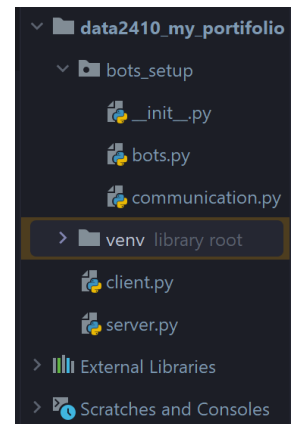 data2410_my_portifolio
bots_setup
__init__.py
bots.py
communication.py
venv library root
client.py
server.py
External Libraries
Scratches and Consoles